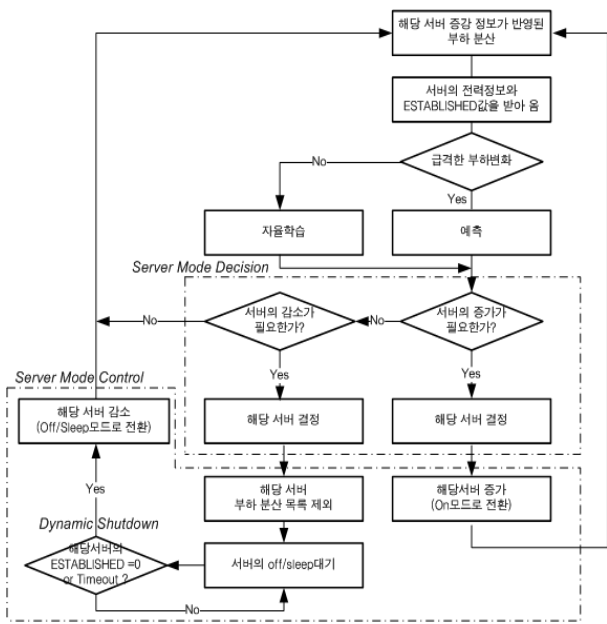 해당 서버 증감 정보가 반영된
부하 분산
서버의 전력정보와
ESTABLISHED값을 받아 옴
급격한 부하변화
No
Yes
자율학습
예측
Server Mode Decision
서버의 감소가
필요한가?
서버의 증가가
필요한가?
No
No
Yes
Yes
Server Mode Control
해당 서버 감소
(Off/Sleep모드로 전환)
해당 서버 결정
해당 서버 결정
Yes
해당 서버
부하 분산 목록 제외
해당서버 증가
(On모드로 전환)
Dynamic Shutdown
해당서버의
ESTABLISHED =0
or Timeout ?
서버의 off/sleep대기
No